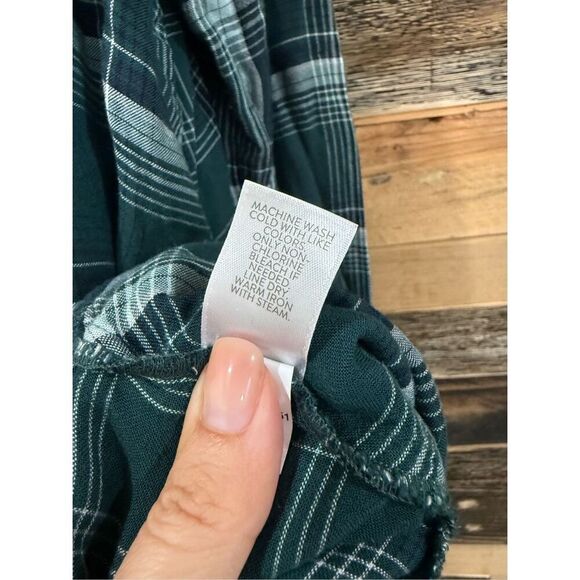 MACHINE WASH
COLD WITH LIKE
COLORS.
ONLY NON-
CHLORINE
BLEACH IF
NEEDED.
LINE DRY.
WARM IRON
WITH STEAM.